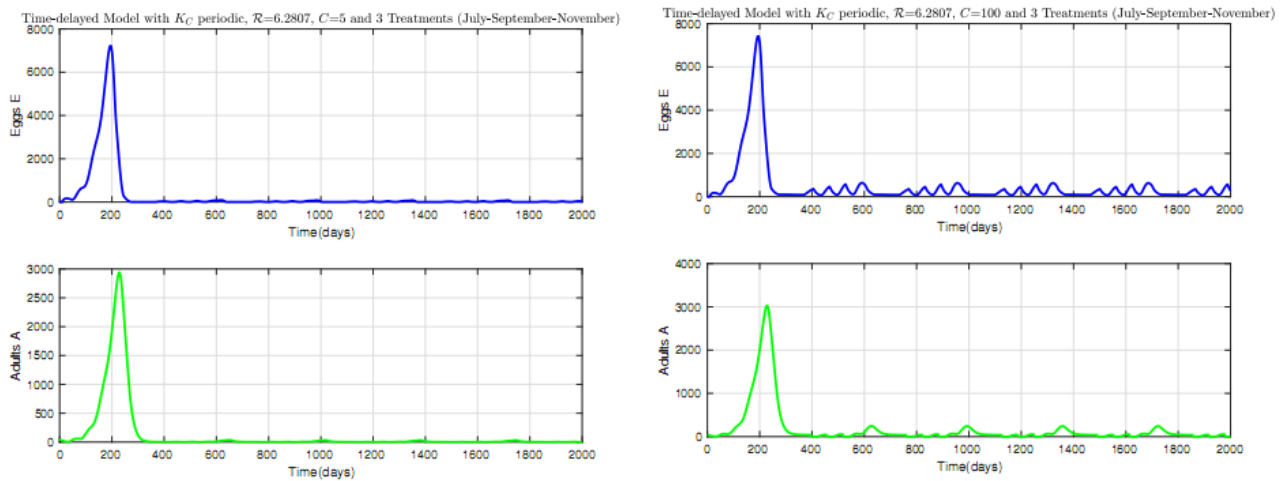 Time-delayed Model with K_C periodic, R=6.2807, C=5 and 3 Treatments (July-September-November)
8000
6000
4000
2000
0
Eggs E
0 200 400 600 800 1000 1200 1400 1600 1800 2000
Time(days)
3000
2500
2000
1500
1000
500
0
Adults A
0 200 400 600 800 1000 1200 1400 1600 1800 2000
Time(days)
Time-delayed Model with K_C periodic, R=6.2807, C=100 and 3 Treatments (July-September-November)
8000
6000
4000
2000
0
Eggs E
0 200 400 600 800 1000 1200 1400 1600 1800 2000
Time(days)
4000
3000
2000
1000
0
Adults A
0 200 400 600 800 1000 1200 1400 1600 1800 2000
Time(days)